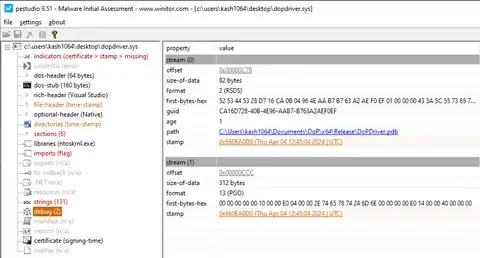 pestudio 9.51 - Malware Initial Assessment - www.winitor.com - [c:\users\kash1064\desktop\dopdriver.sys]
file settings about
c:\users\kash1064\desktop\dopdriver.sys
indicators (certificate > stamp > missing)
virustotal (error)
dos-header (64 bytes)
dos-stub (160 bytes)
rich-header (Visual Studio)
file-header (time-stamp)
optional-header (Native)
directories (time-stamp)
sections (6)
libraries (ntoskrnl.exe)
imports (flag)
exports (n/a)
tls-callback (n/a)
.NET (n/a)
resources (n/a)
strings (131)
debug (2)
manifest (n/a)
version (n/a)
certificate (signing-time)
overlay (n/a)
property value
stream (0)
offset 0x00000C78
size-of-data 82 bytes
format 2 (RSDS)
first-bytes-hex 52 53 44 53 28 D7 16 CA 0B 04 96 4E AA B7 B7 63 A2 AE F0 EF 01 00 00 00 43 3A 5C 55 73 65 7...
guid CA16D728-40B-4E96-AAB7-B763A2AEF0EF
age 1
path C:\Users\kash1064\Documents\DoP\x64\Release\DoPDriver.pdb
stamp 0x660EA0D0 (Thu Apr 04 12:45:04 2024 | UTC)
stream (1)
offset 0x00000CCC
size-of-data 312 bytes
format 13 (PGO)
first-bytes-hex 00 00 00 00 00 10 00 00 E0 04 00 00 2E 74 65 78 74 24 6D 6E 00 00 00 00 E0 14 00 00 40 00 00 00
stamp 0x660EA0D0 (Thu Apr 04 12:45:04 2024 | UTC)